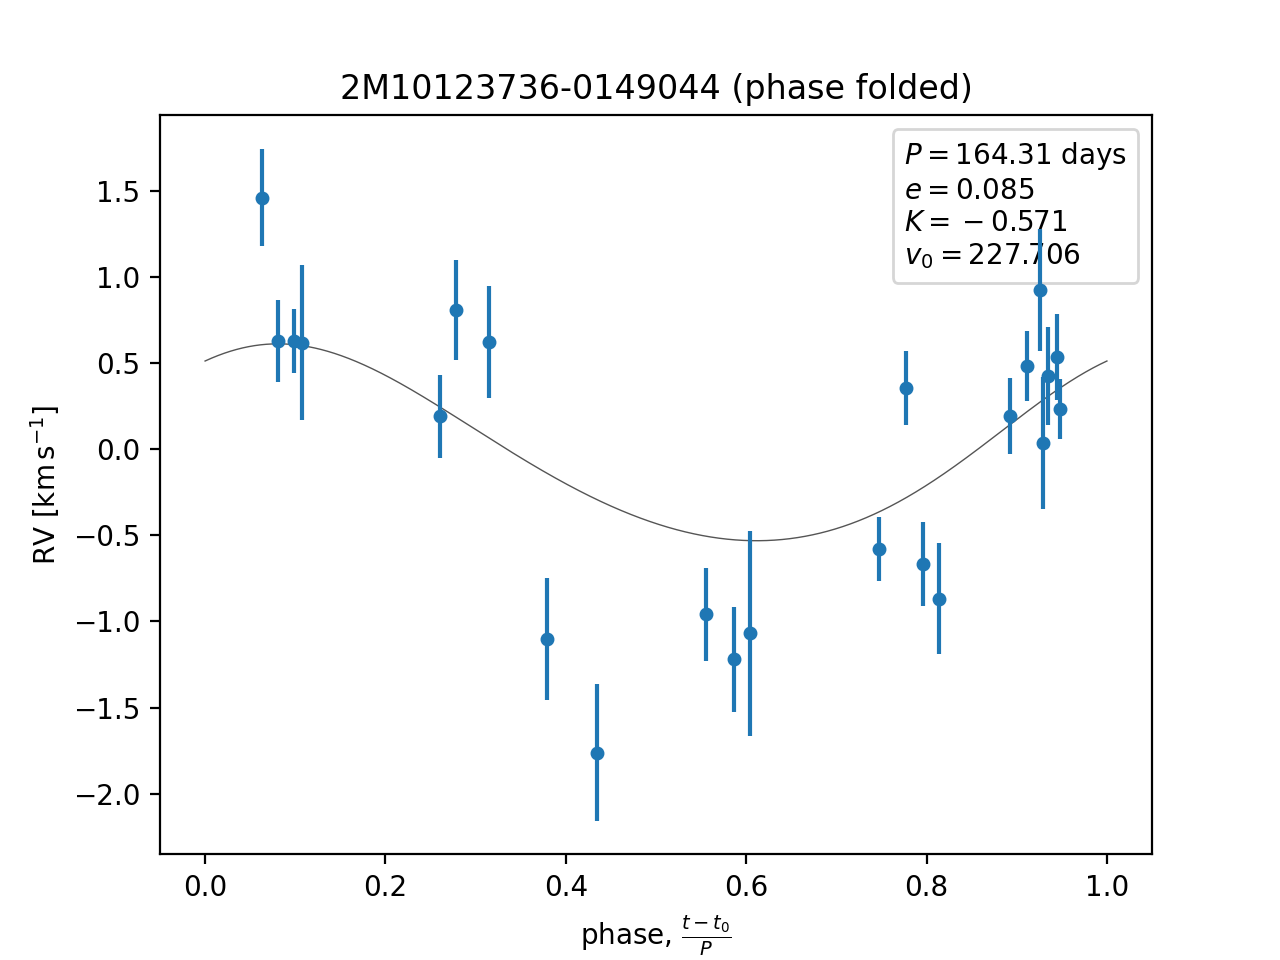 2M10123736-0149044 (phase folded)
P = 164.31 days
e = 0.085
K = −0.571
v₀ = 227.706
RV [km s⁻¹]
1.5
1.0
0.5
0.0
−0.5
−1.0
−1.5
−2.0
0.0 0.2 0.4 0.6 0.8 1.0
phase, (t − t₀)/P